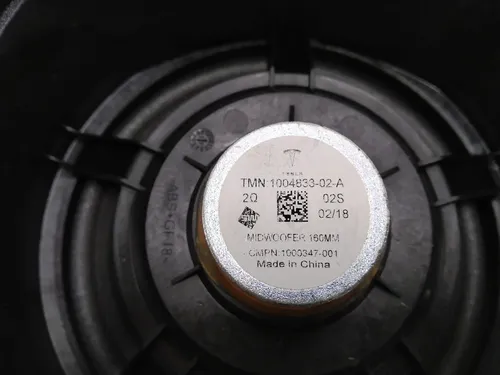 TESLA
TMN:1004833-02-A
2Ω 02S
02/18
MIDWOOFER 160MM
CMPN:1000347-001
Made in China